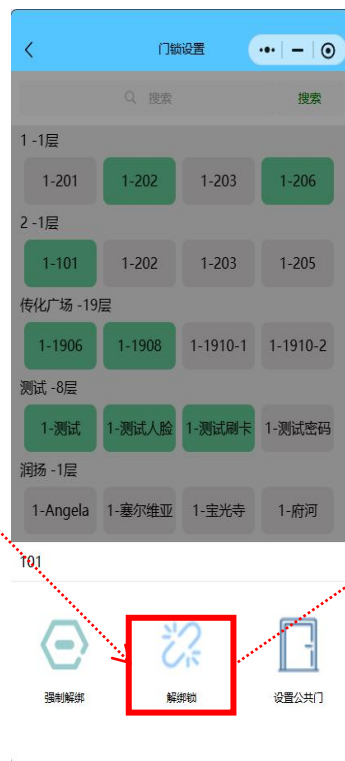 门锁设置
搜索 搜索
1 -1层
1-201 1-202 1-203 1-206
2 -1层
1-101 1-202 1-203 1-205
传化广场 -19层
1-1906 1-1908 1-1910-1 1-1910-2
测试 -8层
1-测试 1-测试人脸 1-测试刷卡 1-测试密码
润扬 -1层
1-Angela 1-塞尔维亚 1-宝光寺 1-府河
101
强制解绑 解绑锁 设置公共门